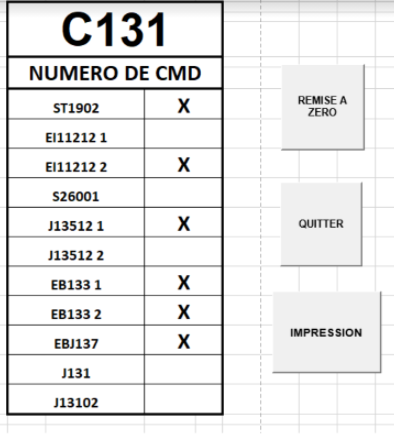 C131
NUMERO DE CMD
ST1902 X
EI11212 1
EI11212 2 X
S26001
J13512 1 X
J13512 2
EB133 1 X
EB133 2 X
EBJ137 X
J131
J13102
REMISE A
ZERO
QUITTER
IMPRESSION